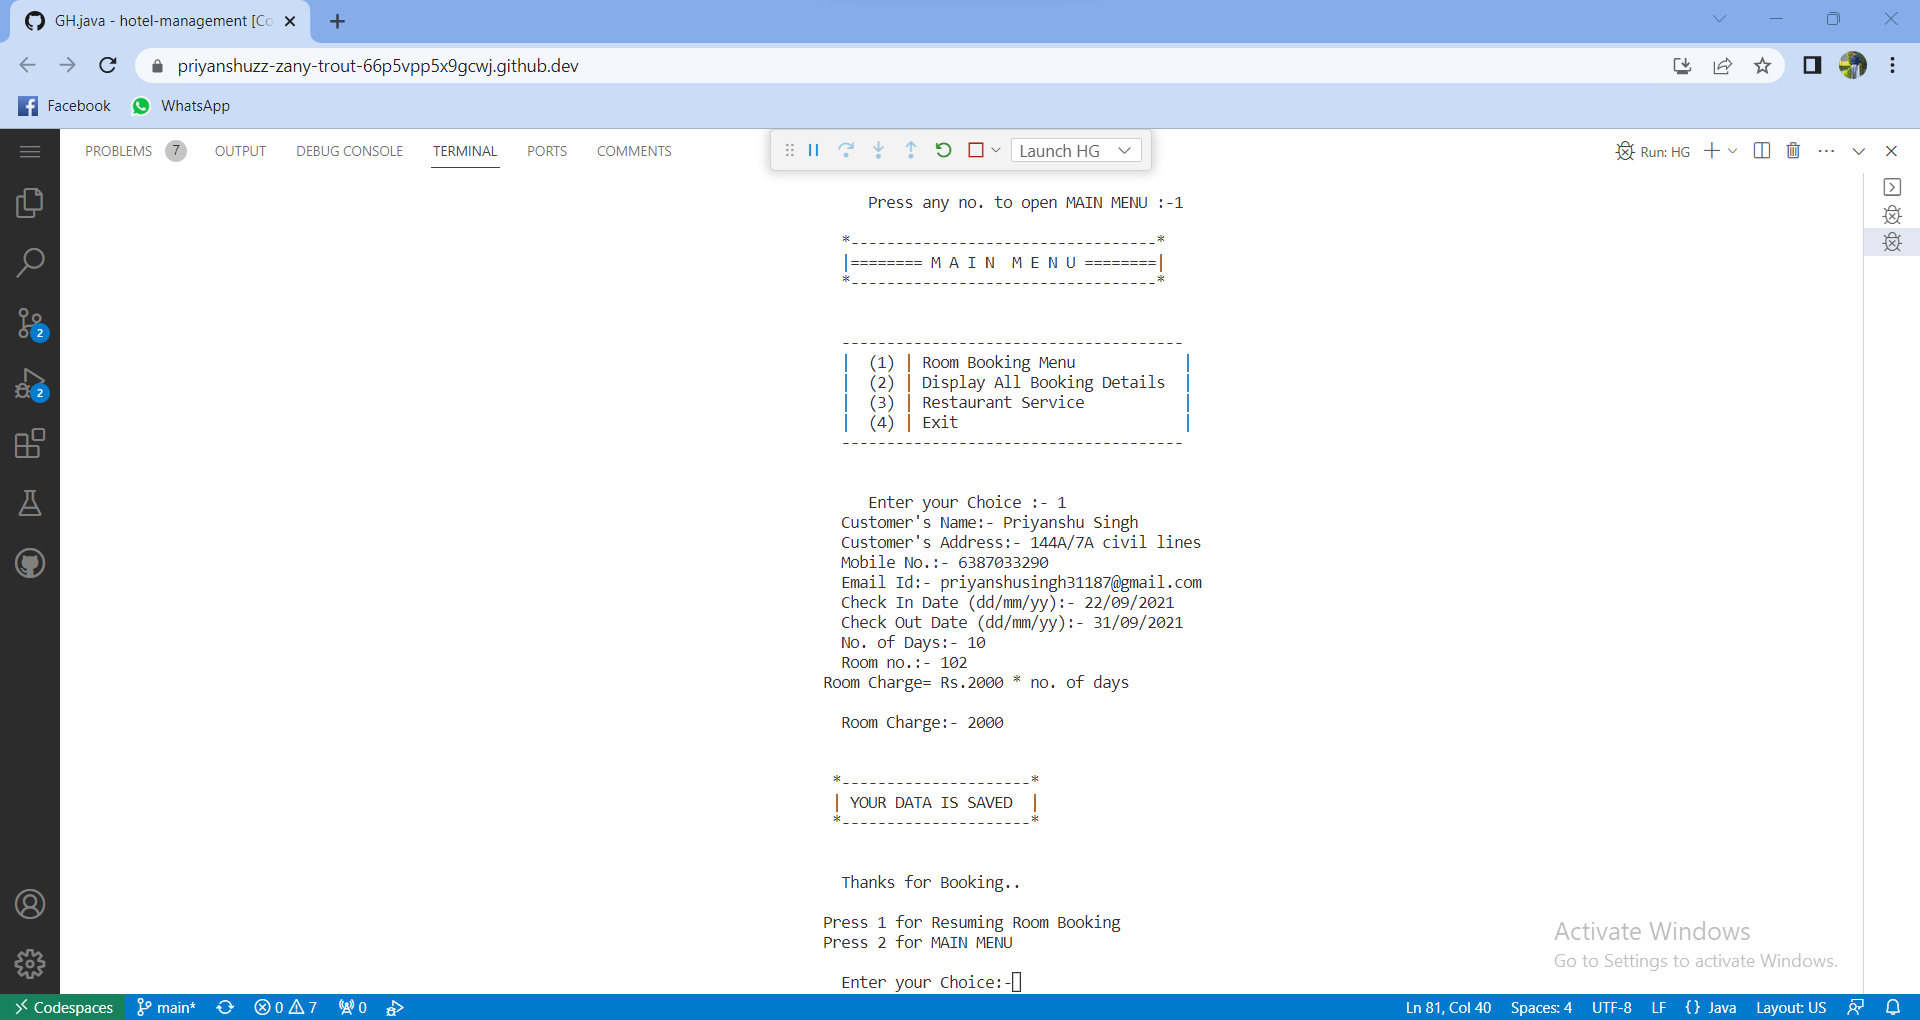 GH.java - hotel-management [Co
priyanshuzz-zany-trout-66p5vpp5x9gcwj.github.dev
Facebook WhatsApp
PROBLEMS 7 OUTPUT DEBUG CONSOLE TERMINAL PORTS COMMENTS
Launch HG
Run: HG
Press any no. to open MAIN MENU :-1
*----------------------------------*
|======== M A I N  M E N U ========|
*----------------------------------*
--------------------------------------
| (1) | Room Booking Menu |
| (2) | Display All Booking Details |
| (3) | Restaurant Service |
| (4) | Exit |
--------------------------------------
Enter your Choice :- 1
Customer's Name:- Priyanshu Singh
Customer's Address:- 144A/7A civil lines
Mobile No.:- 6387033290
Email Id:- priyanshusingh31187@gmail.com
Check In Date (dd/mm/yy):- 22/09/2021
Check Out Date (dd/mm/yy):- 31/09/2021
No. of Days:- 10
Room no.:- 102
Room Charge= Rs.2000 * no. of days
Room Charge:- 2000
*---------------------*
| YOUR DATA IS SAVED |
*---------------------*
Thanks for Booking..
Press 1 for Resuming Room Booking
Press 2 for MAIN MENU
Enter your Choice:-
2
2
Activate Windows
Go to Settings to activate Windows.
Codespaces main* 0 7 0
Ln 81, Col 40 Spaces: 4 UTF-8 LF {} Java Layout: US